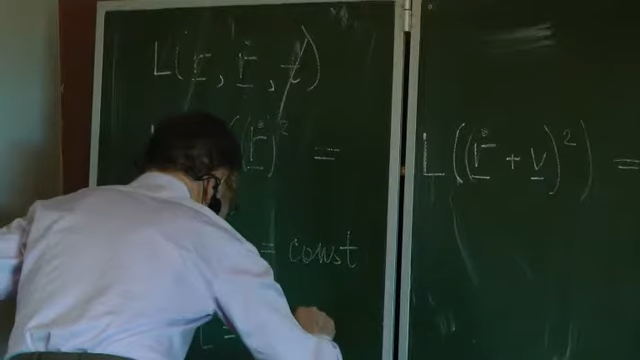 L(r, ṙ, t)
L((ṙ)² =
= const
L((ṙ + v)²) =